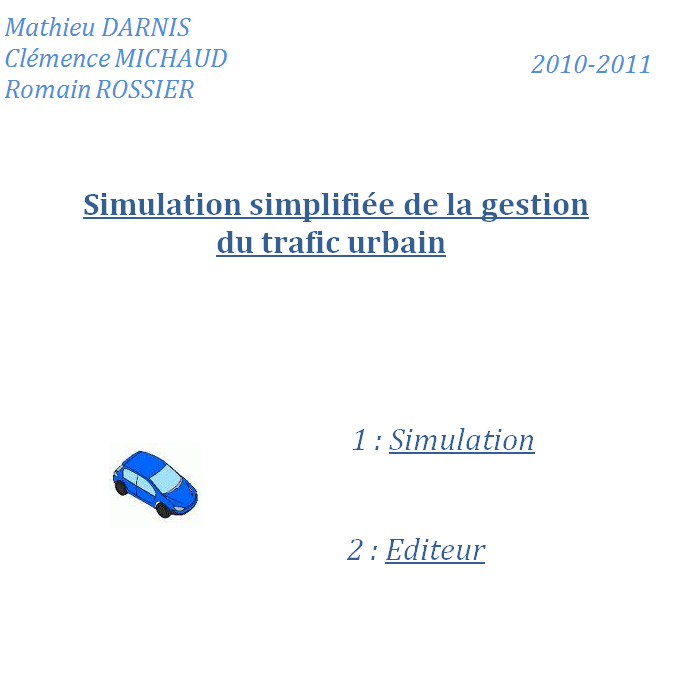 Mathieu DARNIS
Clémence MICHAUD
Romain ROSSIER
2010-2011
Simulation simplifiée de la gestion
du trafic urbain
1 : Simulation
2 : Editeur